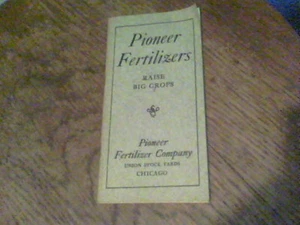 Pioneer
Fertilizers
RAISE
BIG CROPS
Pioneer
Fertilizer Company
UNION STOCK YARDS
CHICAGO